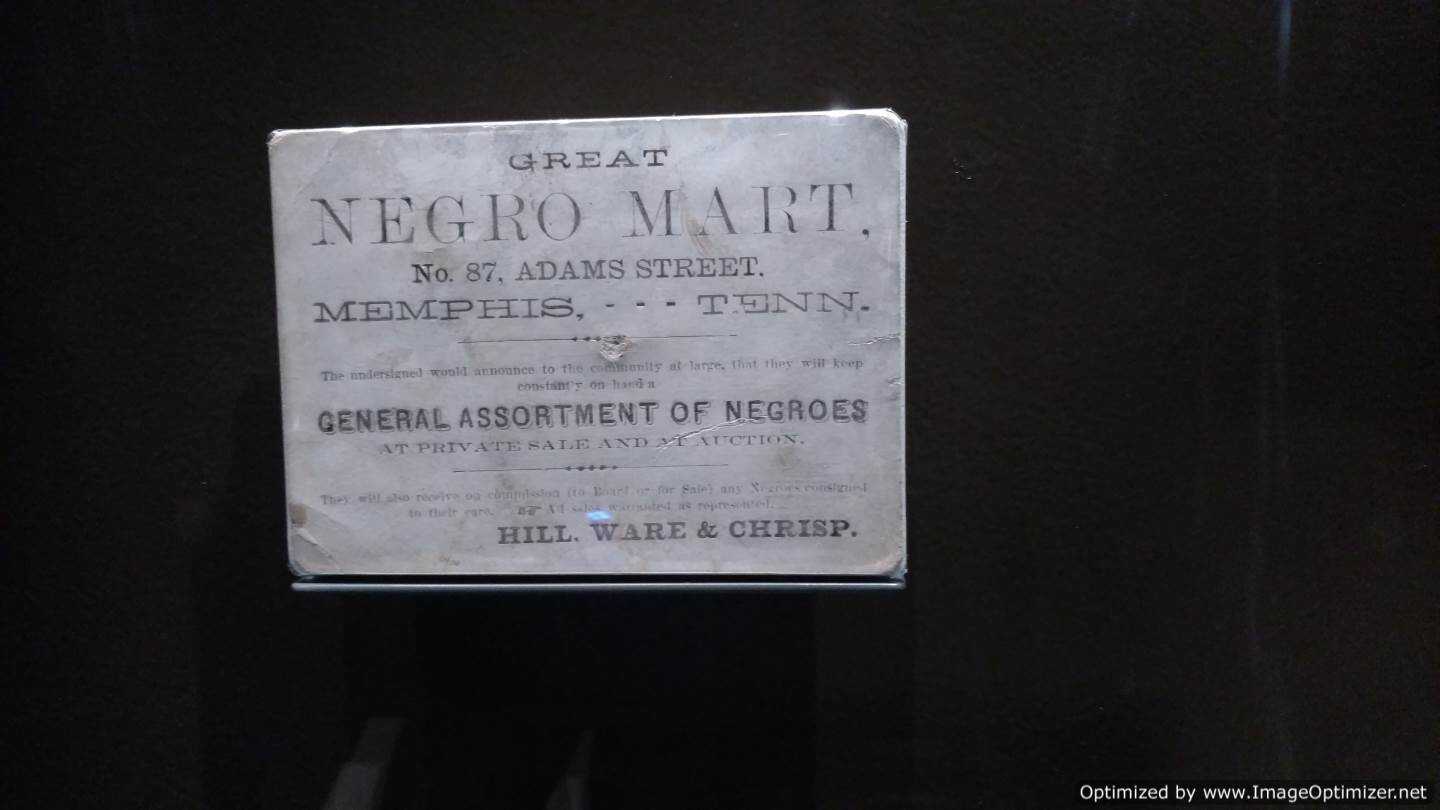 GREAT
NEGRO MART,
No. 87, ADAMS STREET.
MEMPHIS, - - - TENN.
The undersigned would announce to the community at large, that they will keep
constantly on hand a
GENERAL ASSORTMENT OF NEGROES
AT PRIVATE SALE AND AT AUCTION.
They will also receive on commission (to Board or for Sale) any Negroes consigned
to their care. ☞ All sales warranted as represented.
HILL, WARE & CHRISP.
Optimized by www.ImageOptimizer.net